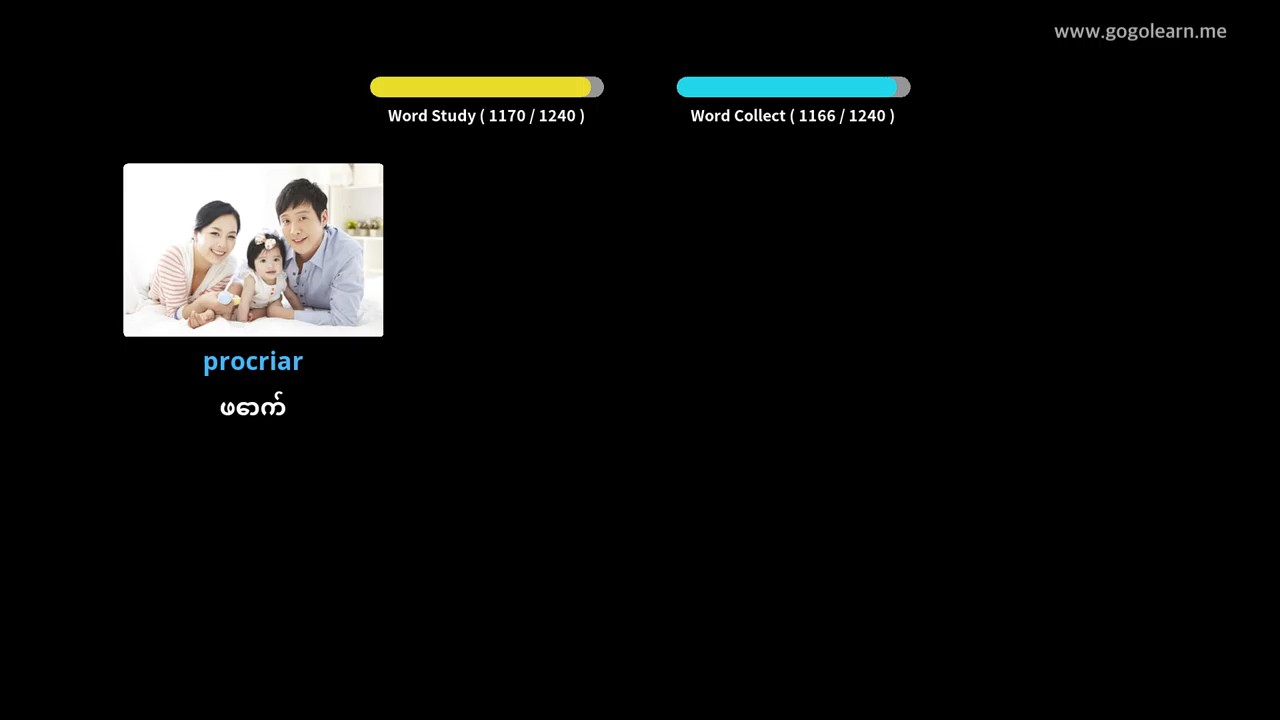 www.gogolearn.me
Word Study ( 1170 / 1240 )
Word Collect ( 1166 / 1240 )
procriar
ဖောက်